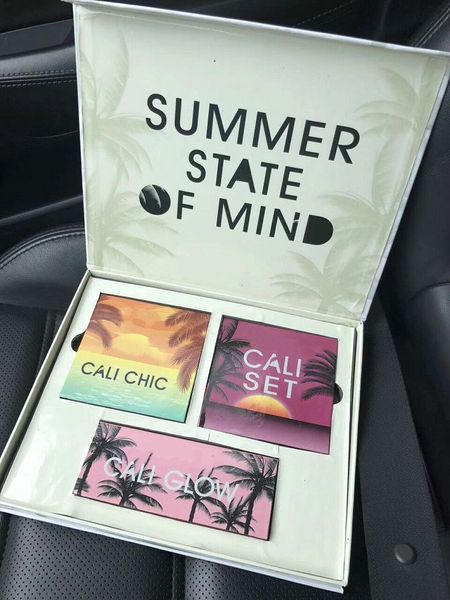 SUMMER
STATE
OF MIND
CALI CHIC
CALI
SET
CALI GLOW